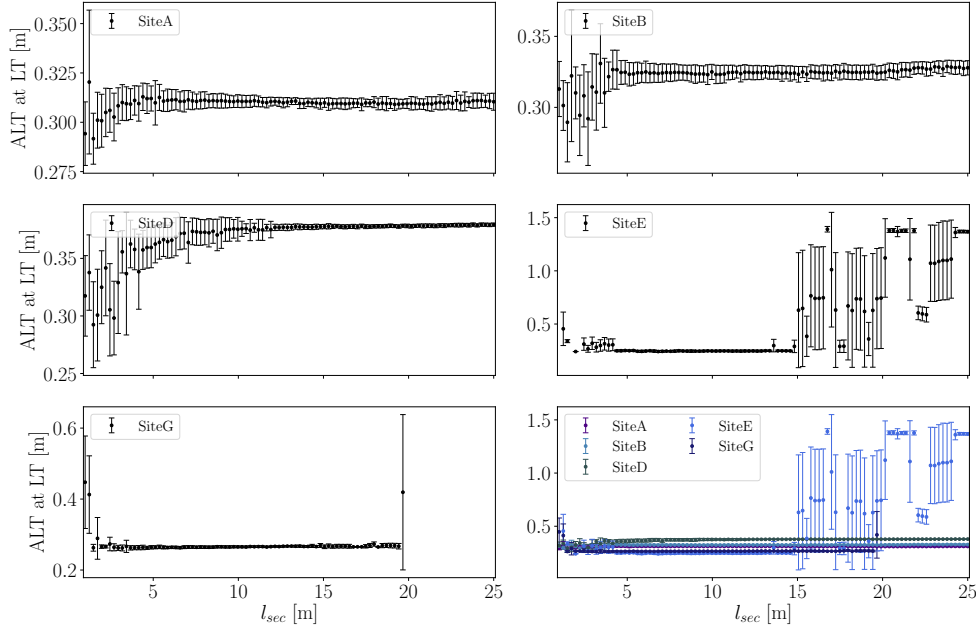 0.350
0.325
0.300
0.275
ALT at LT [m]
SiteA
0.30
SiteB
0.35
0.30
0.25
ALT at LT [m]
SiteD
1.5
1.0
0.5
SiteE
0.6
0.4
0.2
ALT at LT [m]
SiteG
5 10 15 20 25
l_sec [m]
1.5
1.0
0.5
SiteA SiteE
SiteB SiteG
SiteD
5 10 15 20 25
l_sec [m]